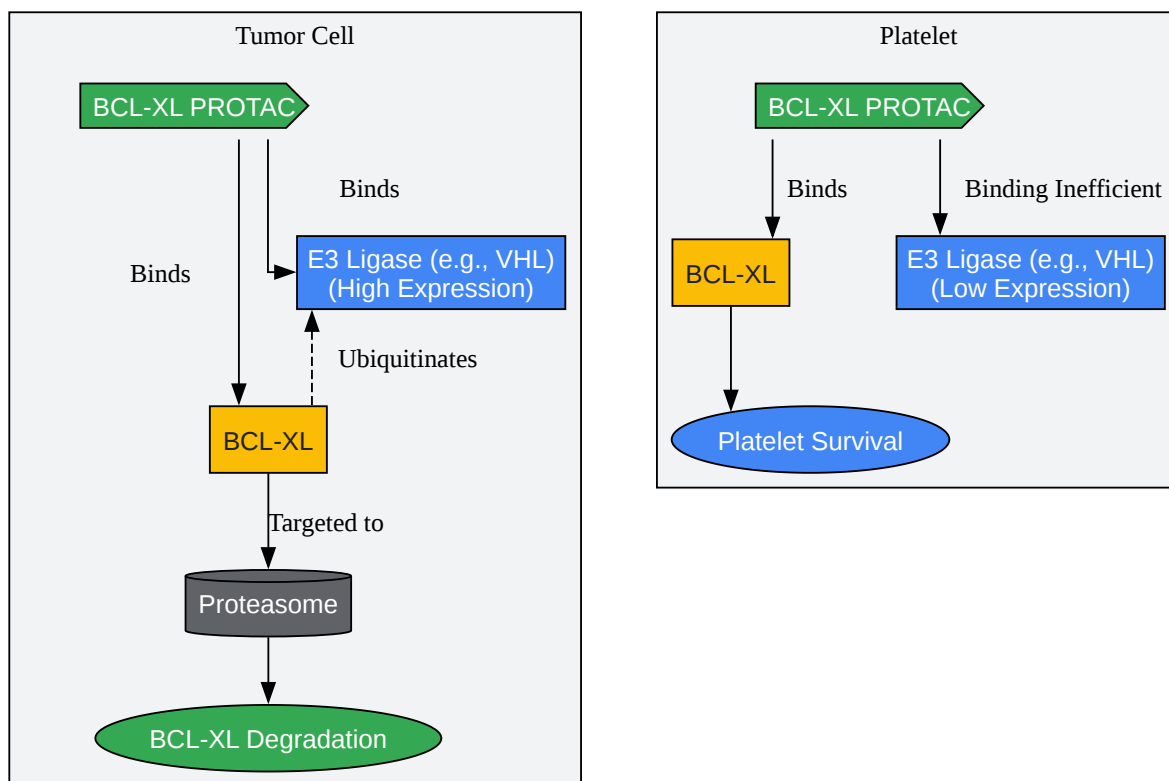 Tumor Cell
BCL-XL PROTAC
Binds
E3 Ligase (e.g., VHL)
(High Expression)
Binds
Ubiquitinates
BCL-XL
Targeted to
Proteasome
BCL-XL Degradation
Platelet
BCL-XL PROTAC
Binds
Binding Inefficient
BCL-XL
E3 Ligase (e.g., VHL)
(Low Expression)
Platelet Survival